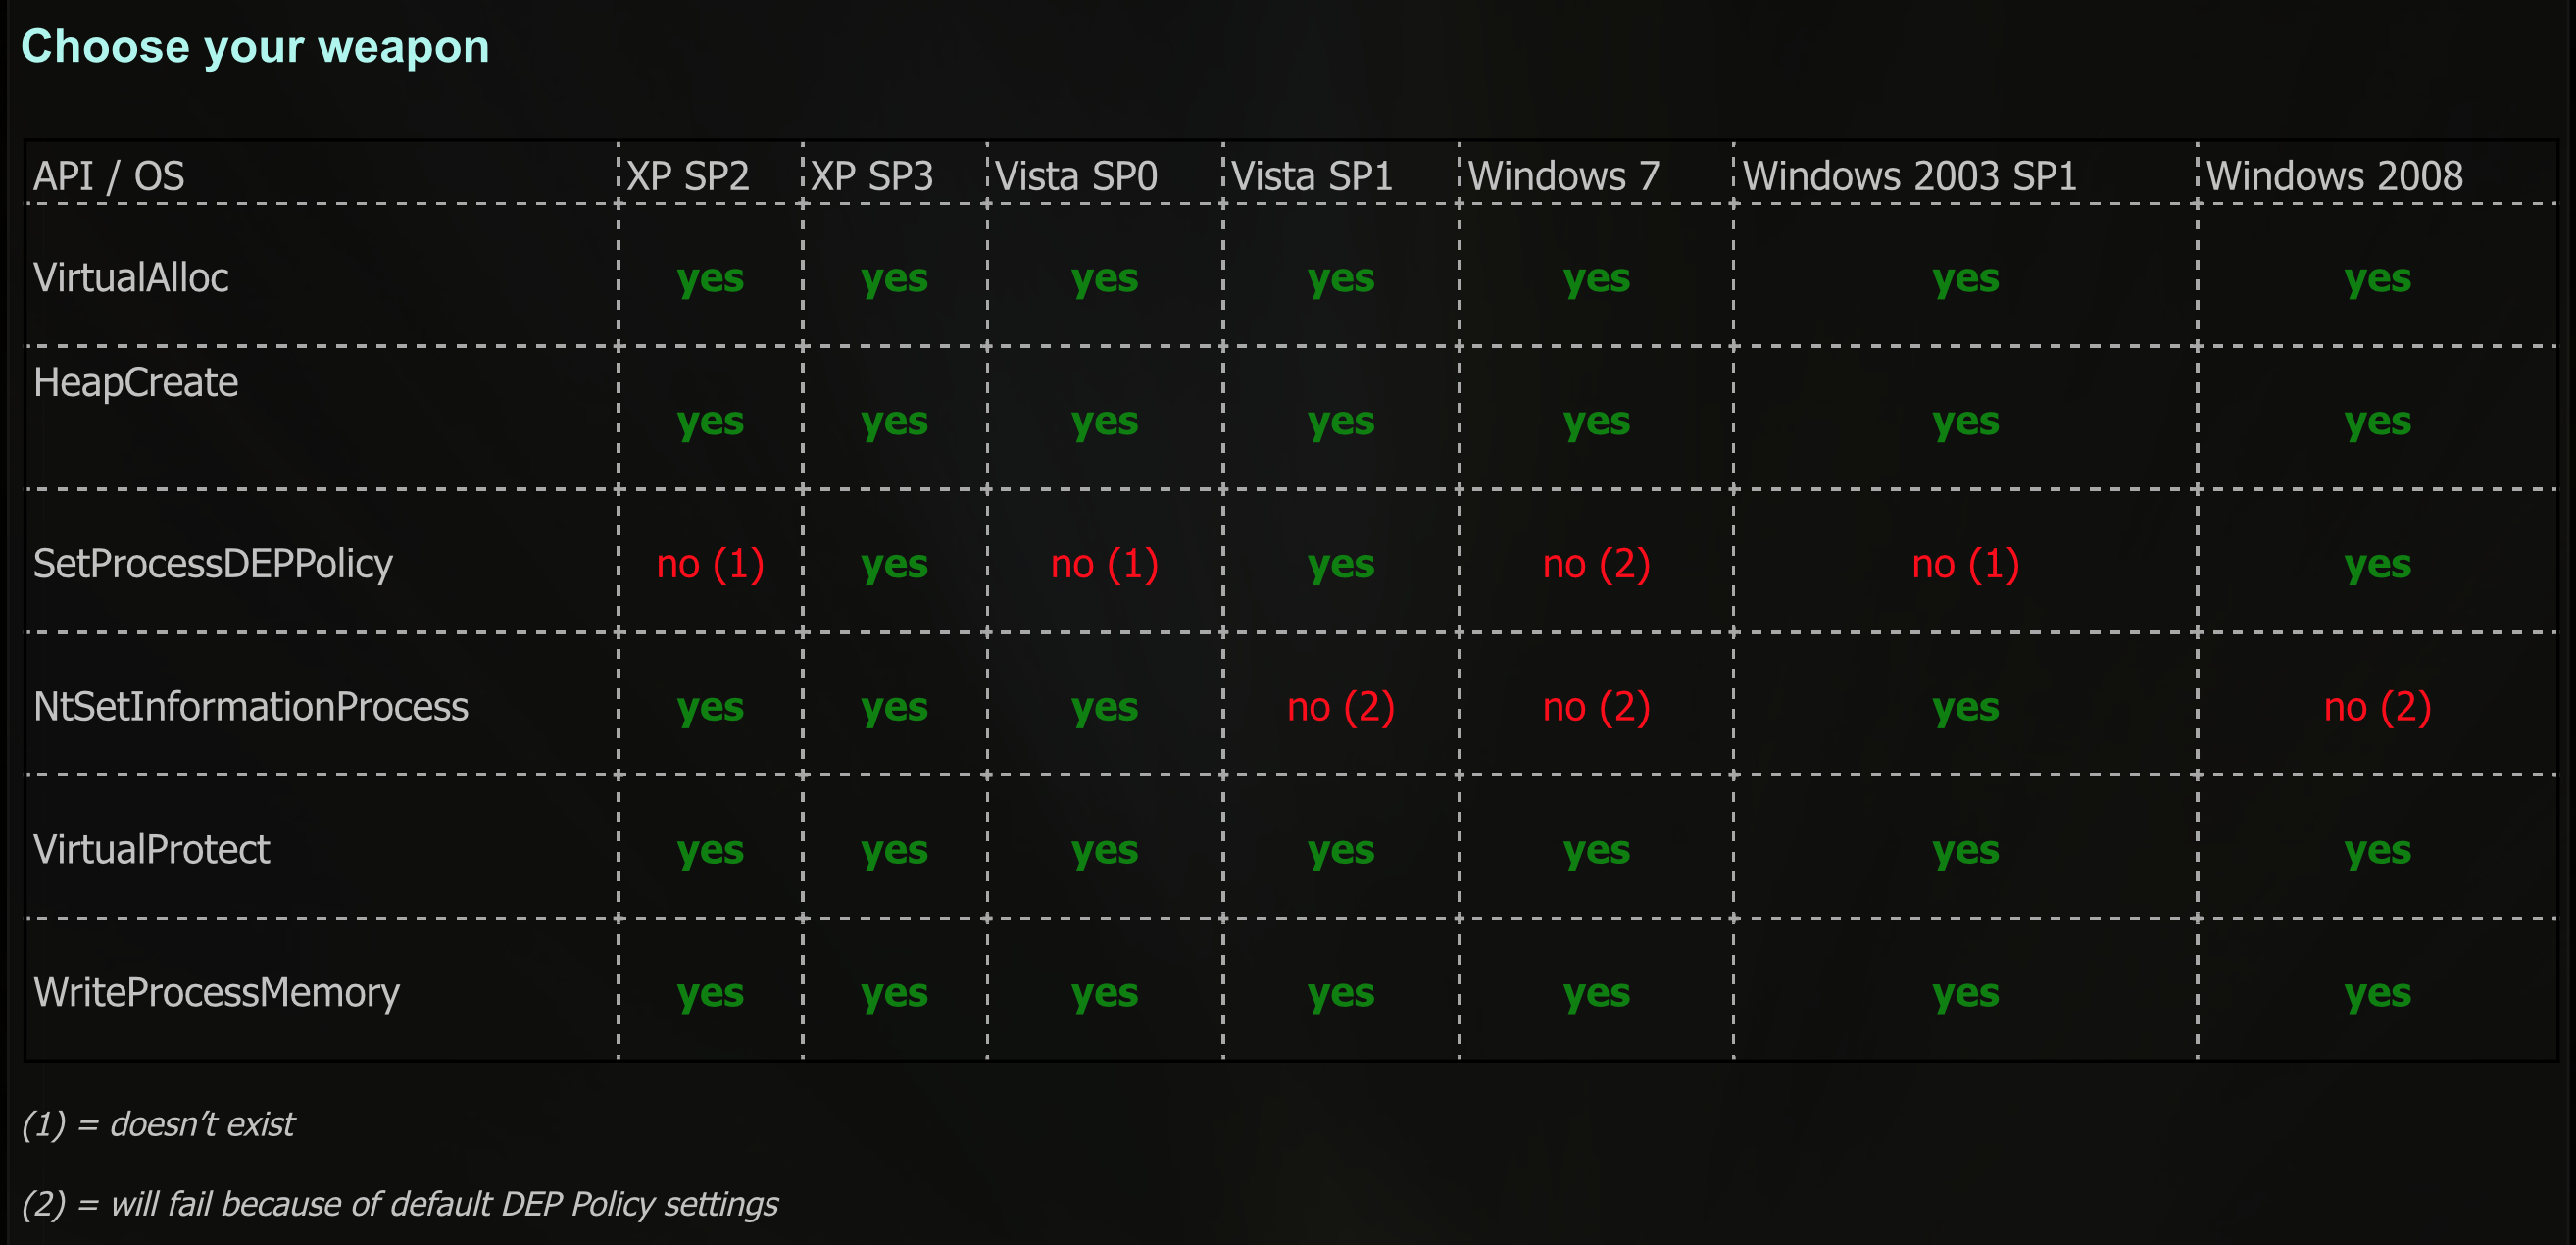 Choose your weapon
API / OS XP SP2 XP SP3 Vista SP0 Vista SP1 Windows 7 Windows 2003 SP1 Windows 2008
VirtualAlloc yes yes yes yes yes yes yes
HeapCreate yes yes yes yes yes yes yes
SetProcessDEPPolicy no (1) yes no (1) yes no (2) no (1) yes
NtSetInformationProcess yes yes yes no (2) no (2) yes no (2)
VirtualProtect yes yes yes yes yes yes yes
WriteProcessMemory yes yes yes yes yes yes yes
(1) = doesn’t exist
(2) = will fail because of default DEP Policy settings